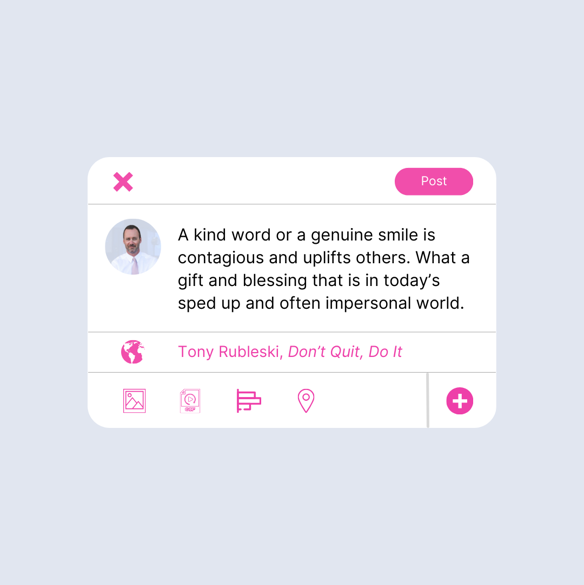 Post
A kind word or a genuine smile is
contagious and uplifts others. What a
gift and blessing that is in today’s
sped up and often impersonal world.
Tony Rubleski, Don’t Quit, Do It